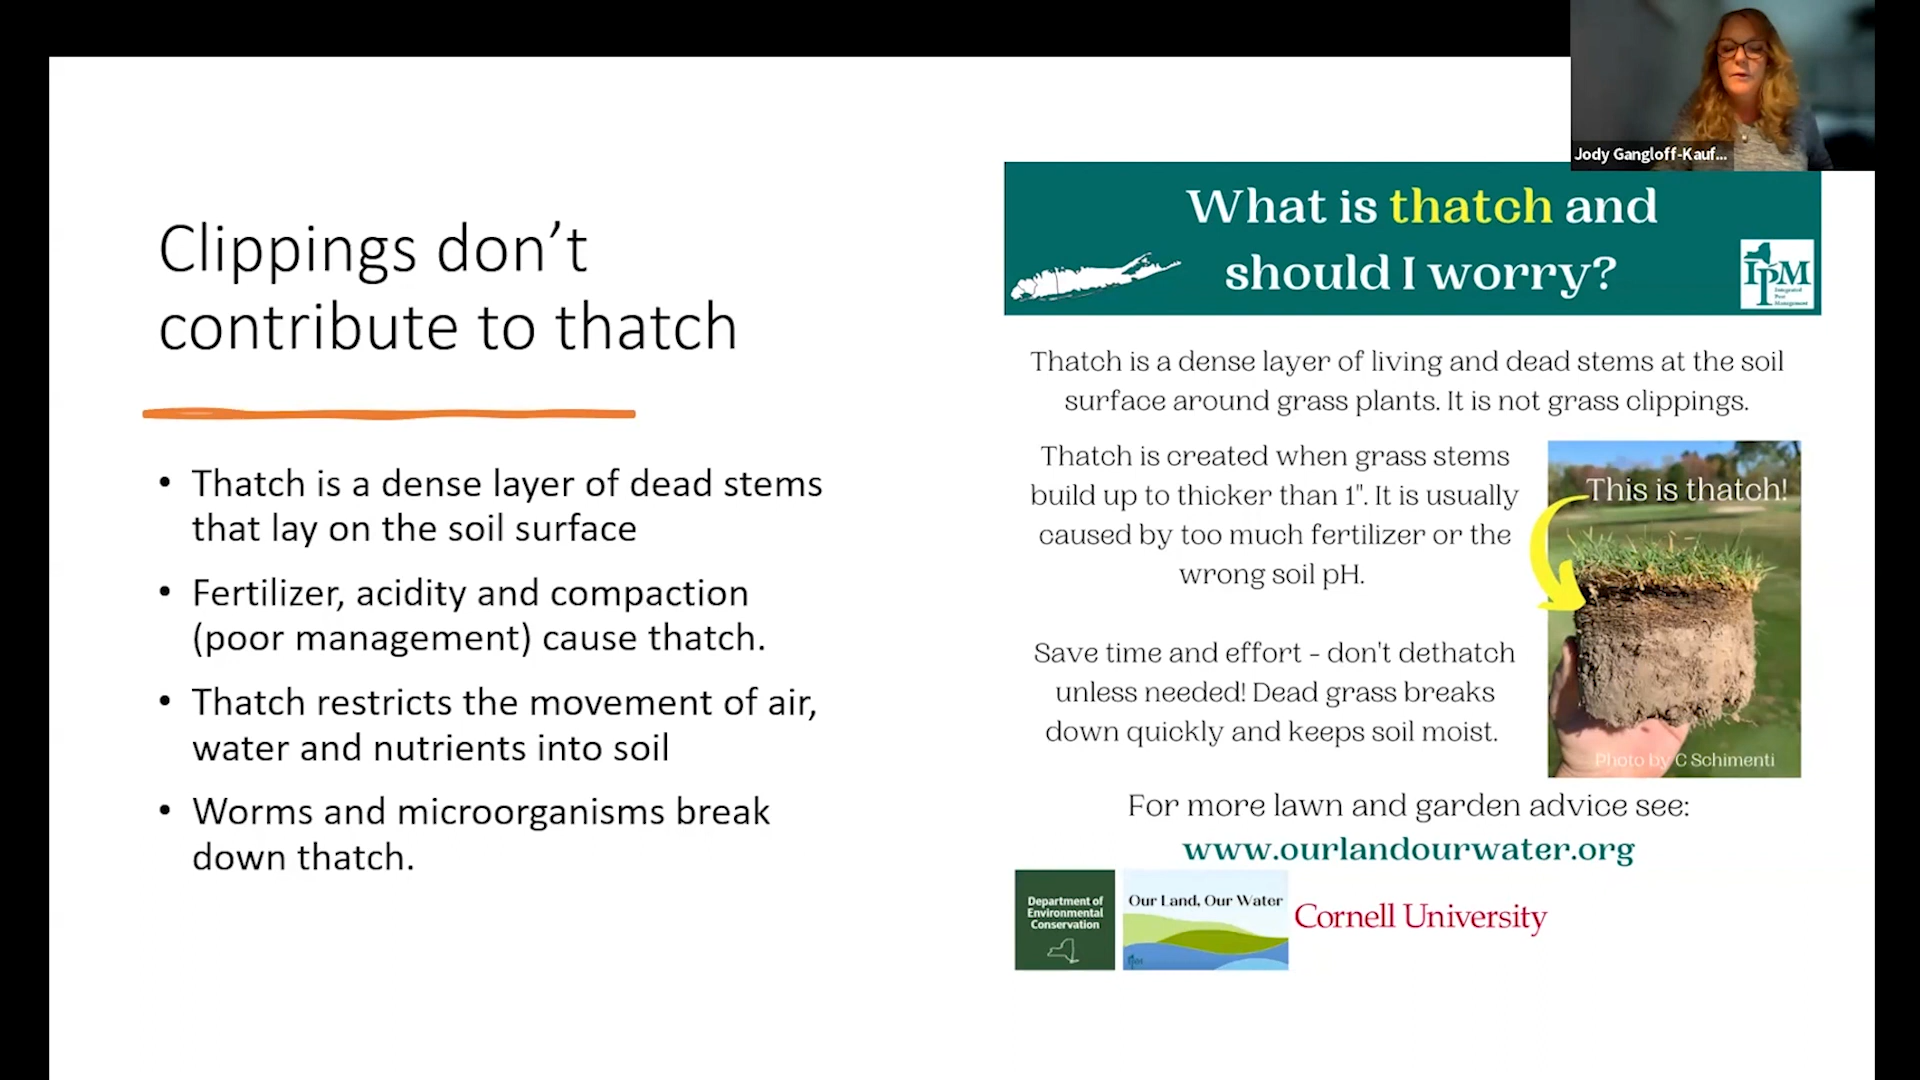 Jody Gangloff-Kauf...
Clippings don’t
contribute to thatch
• Thatch is a dense layer of dead stems
that lay on the soil surface
• Fertilizer, acidity and compaction
(poor management) cause thatch.
• Thatch restricts the movement of air,
water and nutrients into soil
• Worms and microorganisms break
down thatch.
What is thatch and
should I worry?
IPM
Integrated
Pest
Management
Thatch is a dense layer of living and dead stems at the soil
surface around grass plants. It is not grass clippings.
Thatch is created when grass stems
build up to thicker than 1". It is usually
caused by too much fertilizer or the
wrong soil pH.
Save time and effort - don't dethatch
unless needed! Dead grass breaks
down quickly and keeps soil moist.
This is thatch!
Photo by C Schimenti
For more lawn and garden advice see:
www.ourlandourwater.org
Department of
Environmental
Conservation
Our Land, Our Water
Cornell University